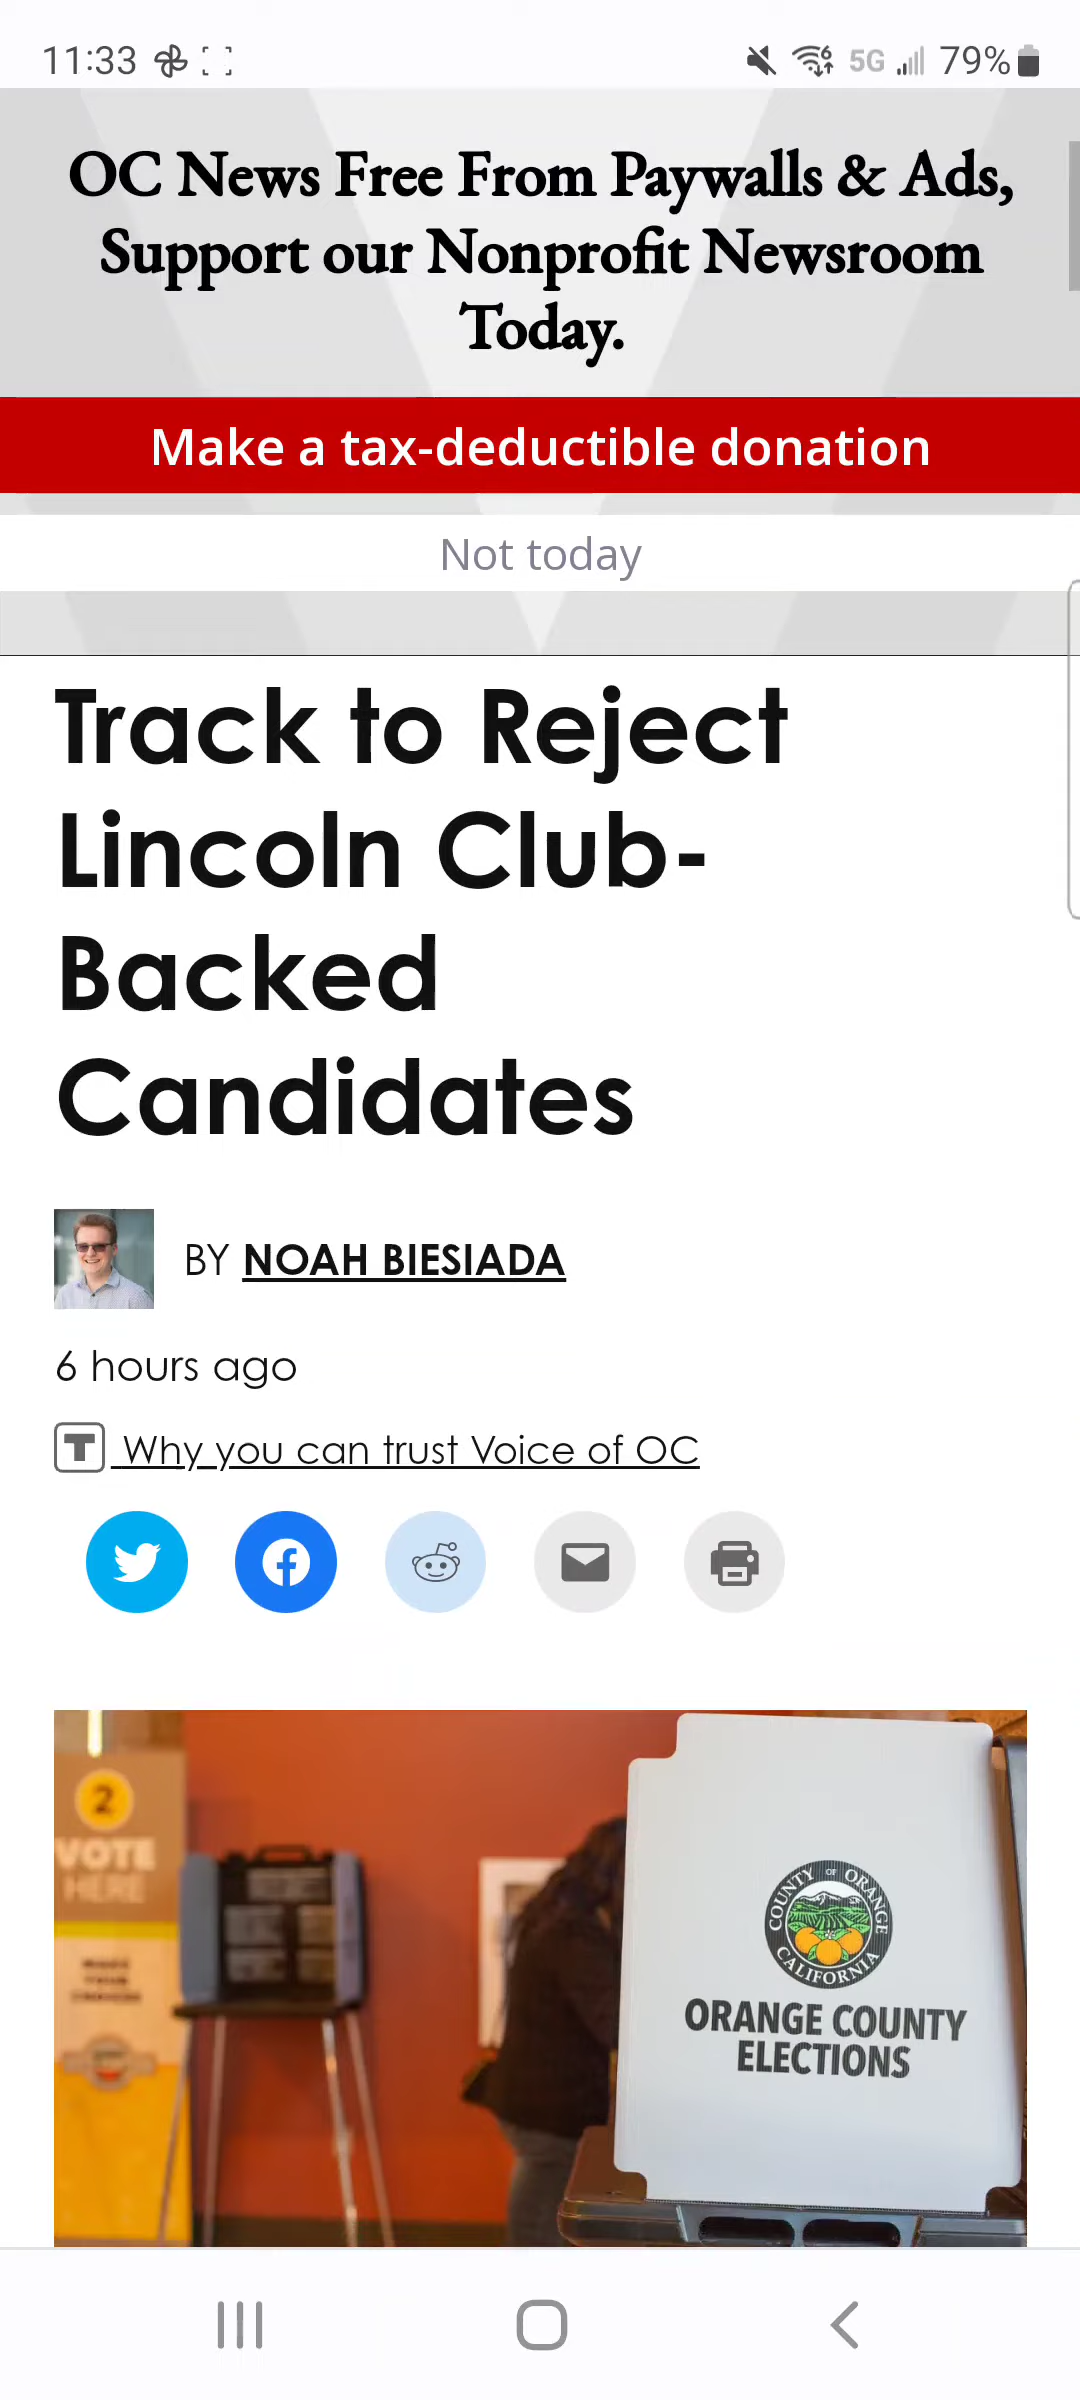 11:33
5G
79%
OC News Free From Paywalls & Ads,
Support our Nonprofit Newsroom
Today.
Make a tax-deductible donation
Not today
Track to Reject
Lincoln Club-
Backed
Candidates
BY NOAH BIESIADA
6 hours ago
T Why you can trust Voice of OC
2
VOTE
HERE
COUNTY OF ORANGE
CALIFORNIA
ORANGE COUNTY
ELECTIONS